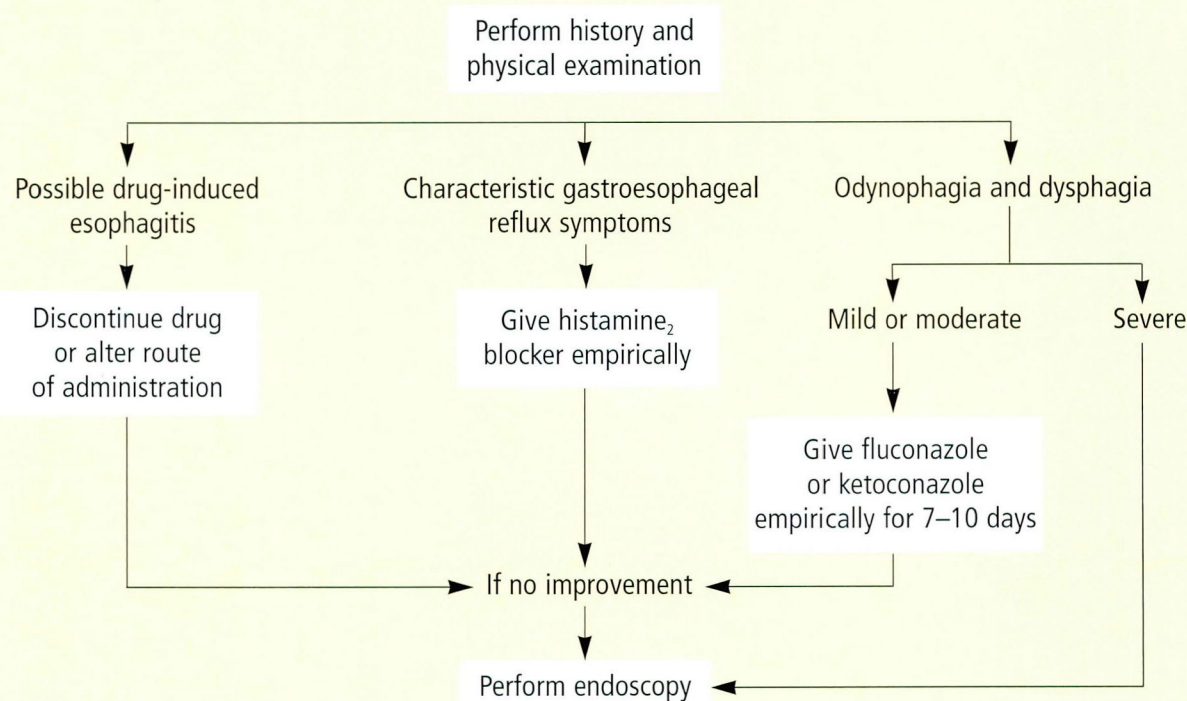 Perform history and
physical examination
Possible drug-induced
esophagitis
Characteristic gastroesophageal
reflux symptoms
Odynophagia and dysphagia
Discontinue drug
or alter route
of administration
Give histamine₂
blocker empirically
Mild or moderate
Severe
Give fluconazole
or ketoconazole
empirically for 7–10 days
If no improvement
Perform endoscopy